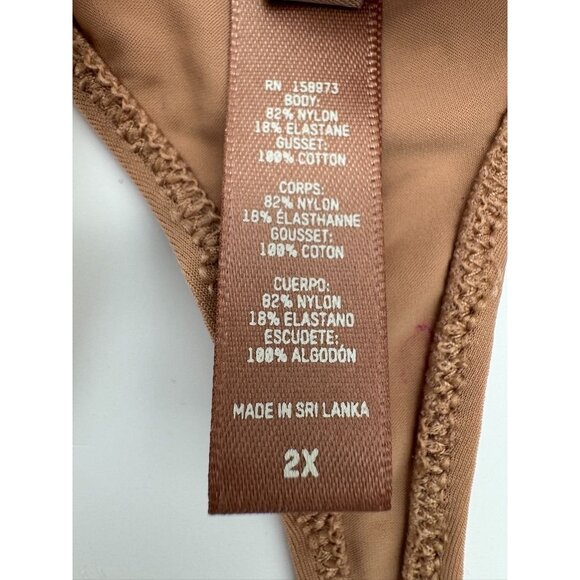 RN 158973
BODY:
82% NYLON
18% ELASTANE
GUSSET:
100% COTTON
CORPS:
82% NYLON
18% ÉLASTHANNE
GOUSSET:
100% COTON
CUERPO:
82% NYLON
18% ELASTANO
ESCUDETE:
100% ALGODÓN
MADE IN SRI LANKA
2X